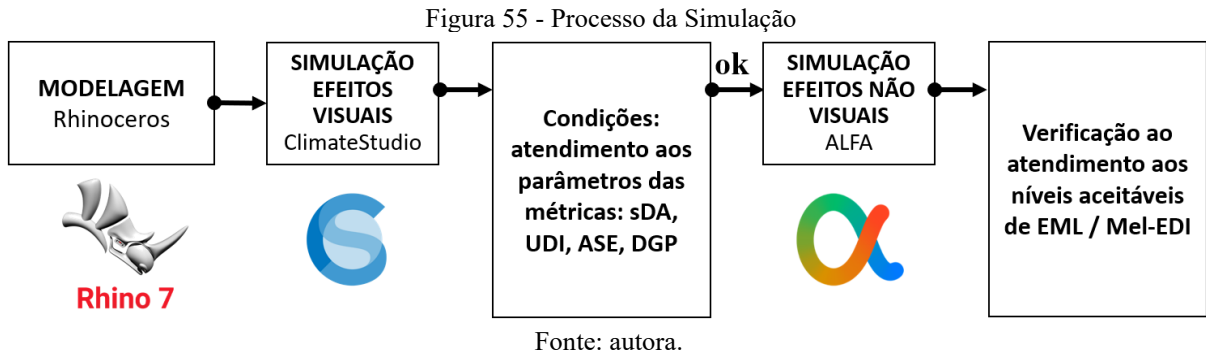 Figura 55 - Processo da Simulação
MODELAGEM
Rhinoceros
Rhino 7
SIMULAÇÃO
EFEITOS
VISUAIS
ClimateStudio
Condições:
atendimento aos
parâmetros das
métricas: sDA,
UDI, ASE, DGP
ok
SIMULAÇÃO
EFEITOS NÃO
VISUAIS
ALFA
Verificação ao
atendimento aos
níveis aceitáveis
de EML / Mel-EDI
Fonte: autora.